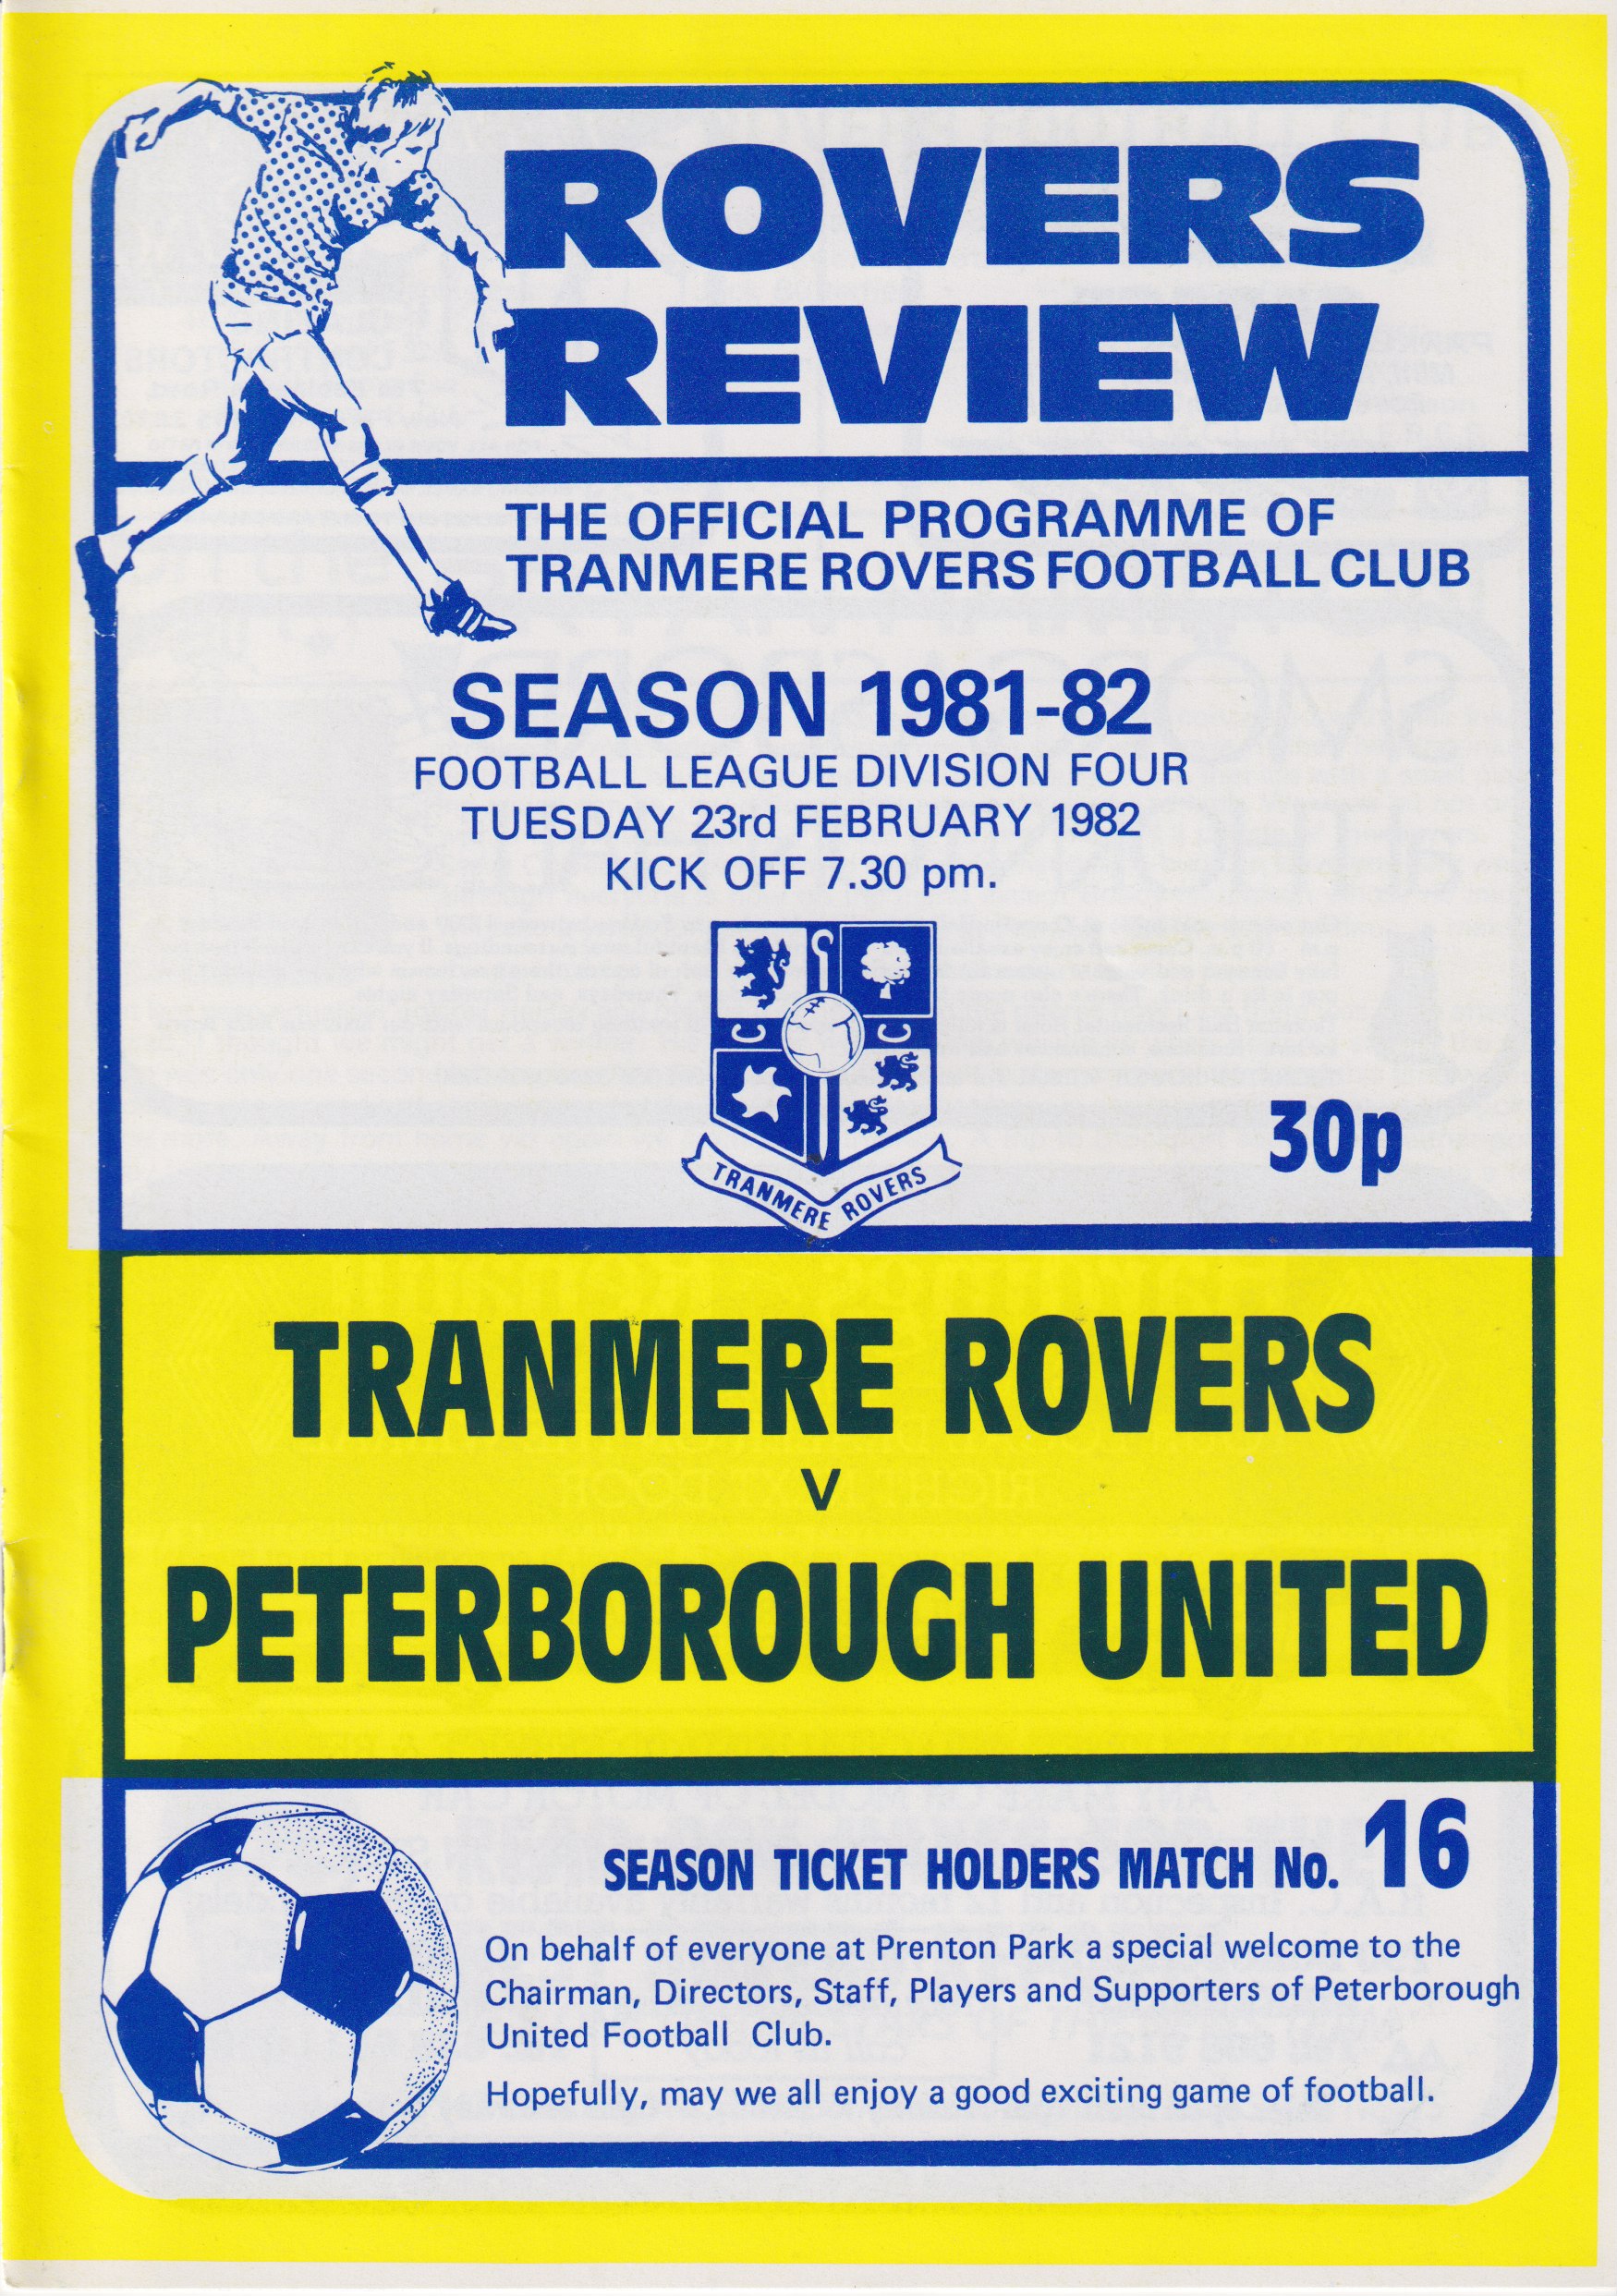 ROVERS
REVIEW
THE OFFICIAL PROGRAMME OF
TRANMERE ROVERS FOOTBALL CLUB
SEASON 1981-82
FOOTBALL LEAGUE DIVISION FOUR
TUESDAY 23rd FEBRUARY 1982
KICK OFF 7.30 pm.
TRANMERE ROVERS
30p
TRANMERE ROVERS
v
PETERBOROUGH UNITED
SEASON TICKET HOLDERS MATCH No. 16
On behalf of everyone at Prenton Park a special welcome to the
Chairman, Directors, Staff, Players and Supporters of Peterborough
United Football Club.
Hopefully, may we all enjoy a good exciting game of football.